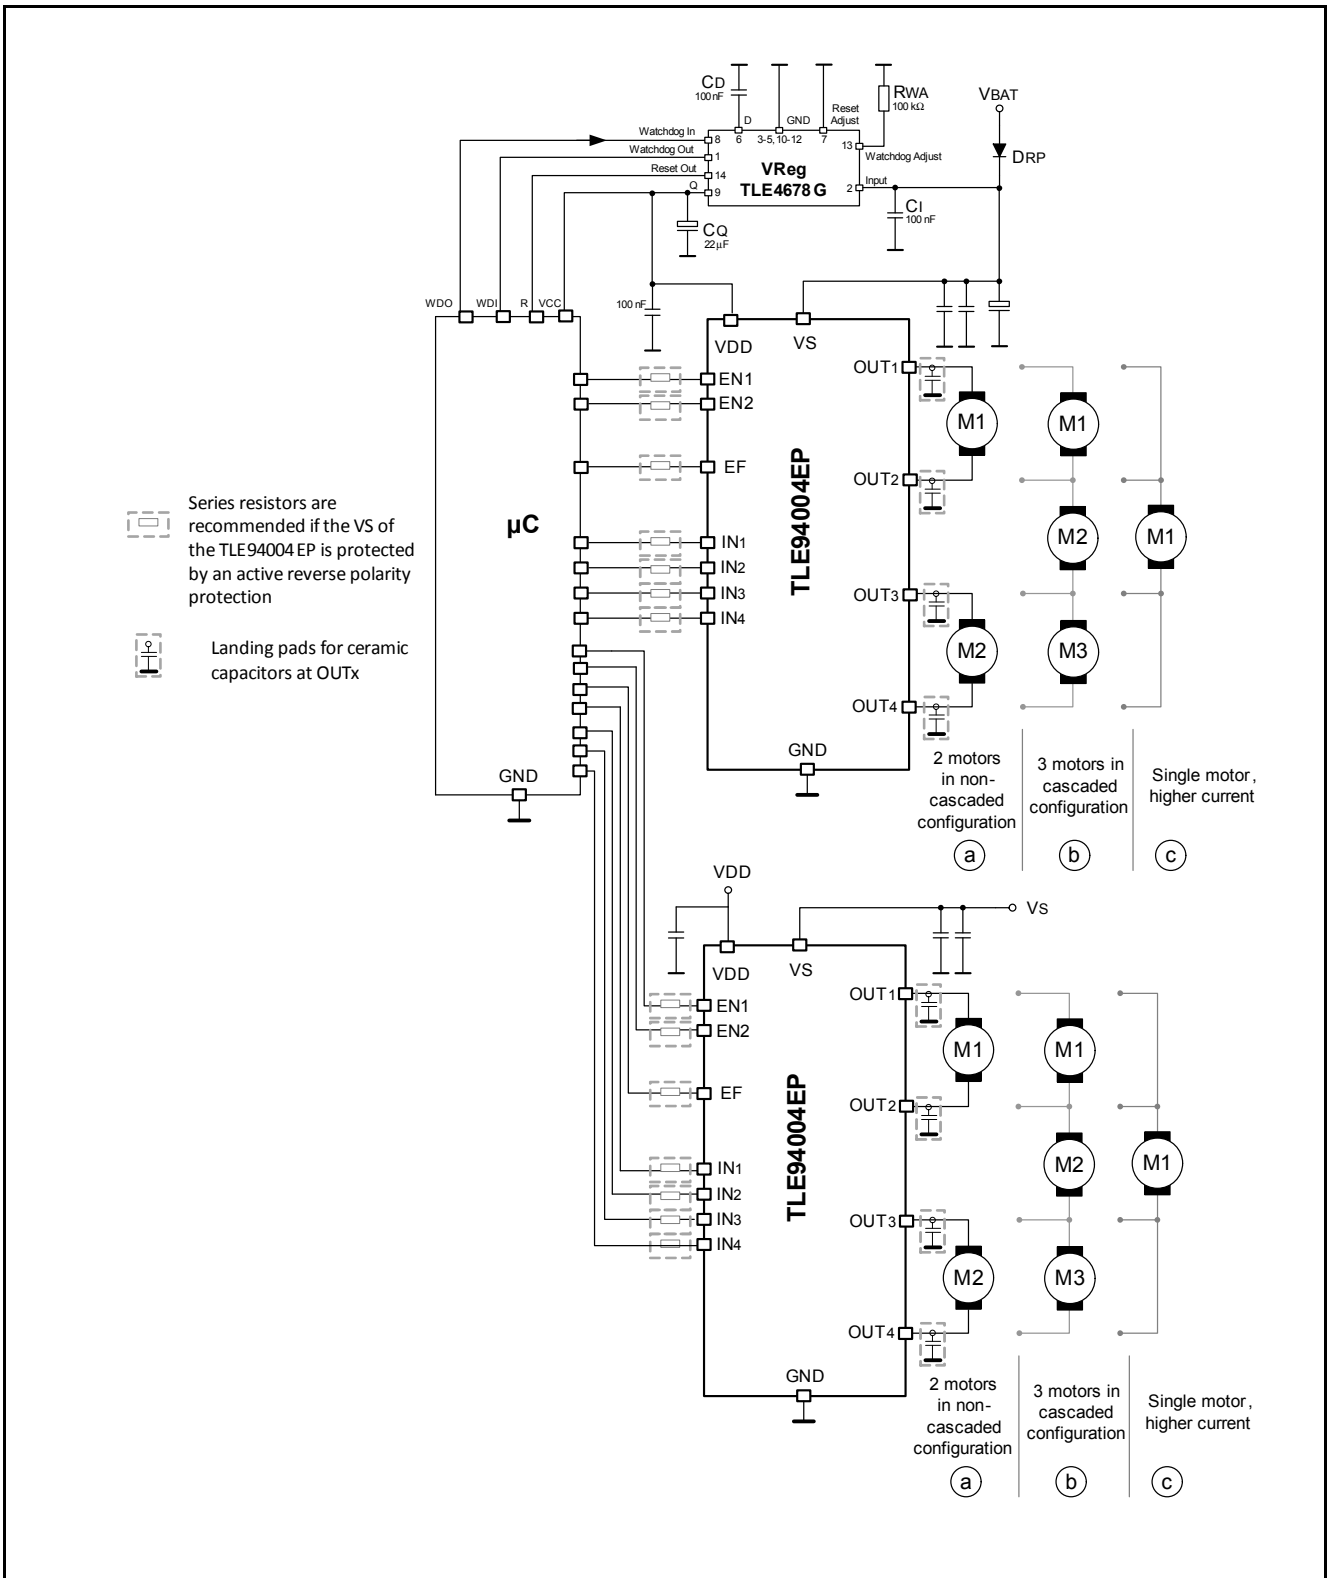 CD
100 nF
RWA
100 kΩ
VBAT
D
GND
Reset
Adjust
6
3-5, 10-12
7
Watchdog In
8
Watchdog Out
1
Reset Out
14
Q
9
VReg
TLE4678 G
13
Watchdog Adjust
2
Input
DRP
CI
100 nF
CQ
22 µF
WDO
WDI
R
VCC
100 nF
VDD
VS
EN1
EN2
EF
IN1
IN2
IN3
IN4
TLE94004EP
OUT1
OUT2
OUT3
OUT4
GND
µC
GND
Series resistors are
recommended if the VS of
the TLE94004EP is protected
by an active reverse polarity
protection
Landing pads for ceramic
capacitors at OUTx
M1
M2
M1
M2
M3
M1
2 motors
in non-
cascaded
configuration
a
3 motors in
cascaded
configuration
b
Single motor,
higher current
c
VDD
Vs
VDD
VS
EN1
EN2
EF
IN1
IN2
IN3
IN4
TLE94004EP
OUT1
OUT2
OUT3
OUT4
GND
M1
M2
M1
M2
M3
M1
2 motors
in non-
cascaded
configuration
a
3 motors in
cascaded
configuration
b
Single motor,
higher current
c